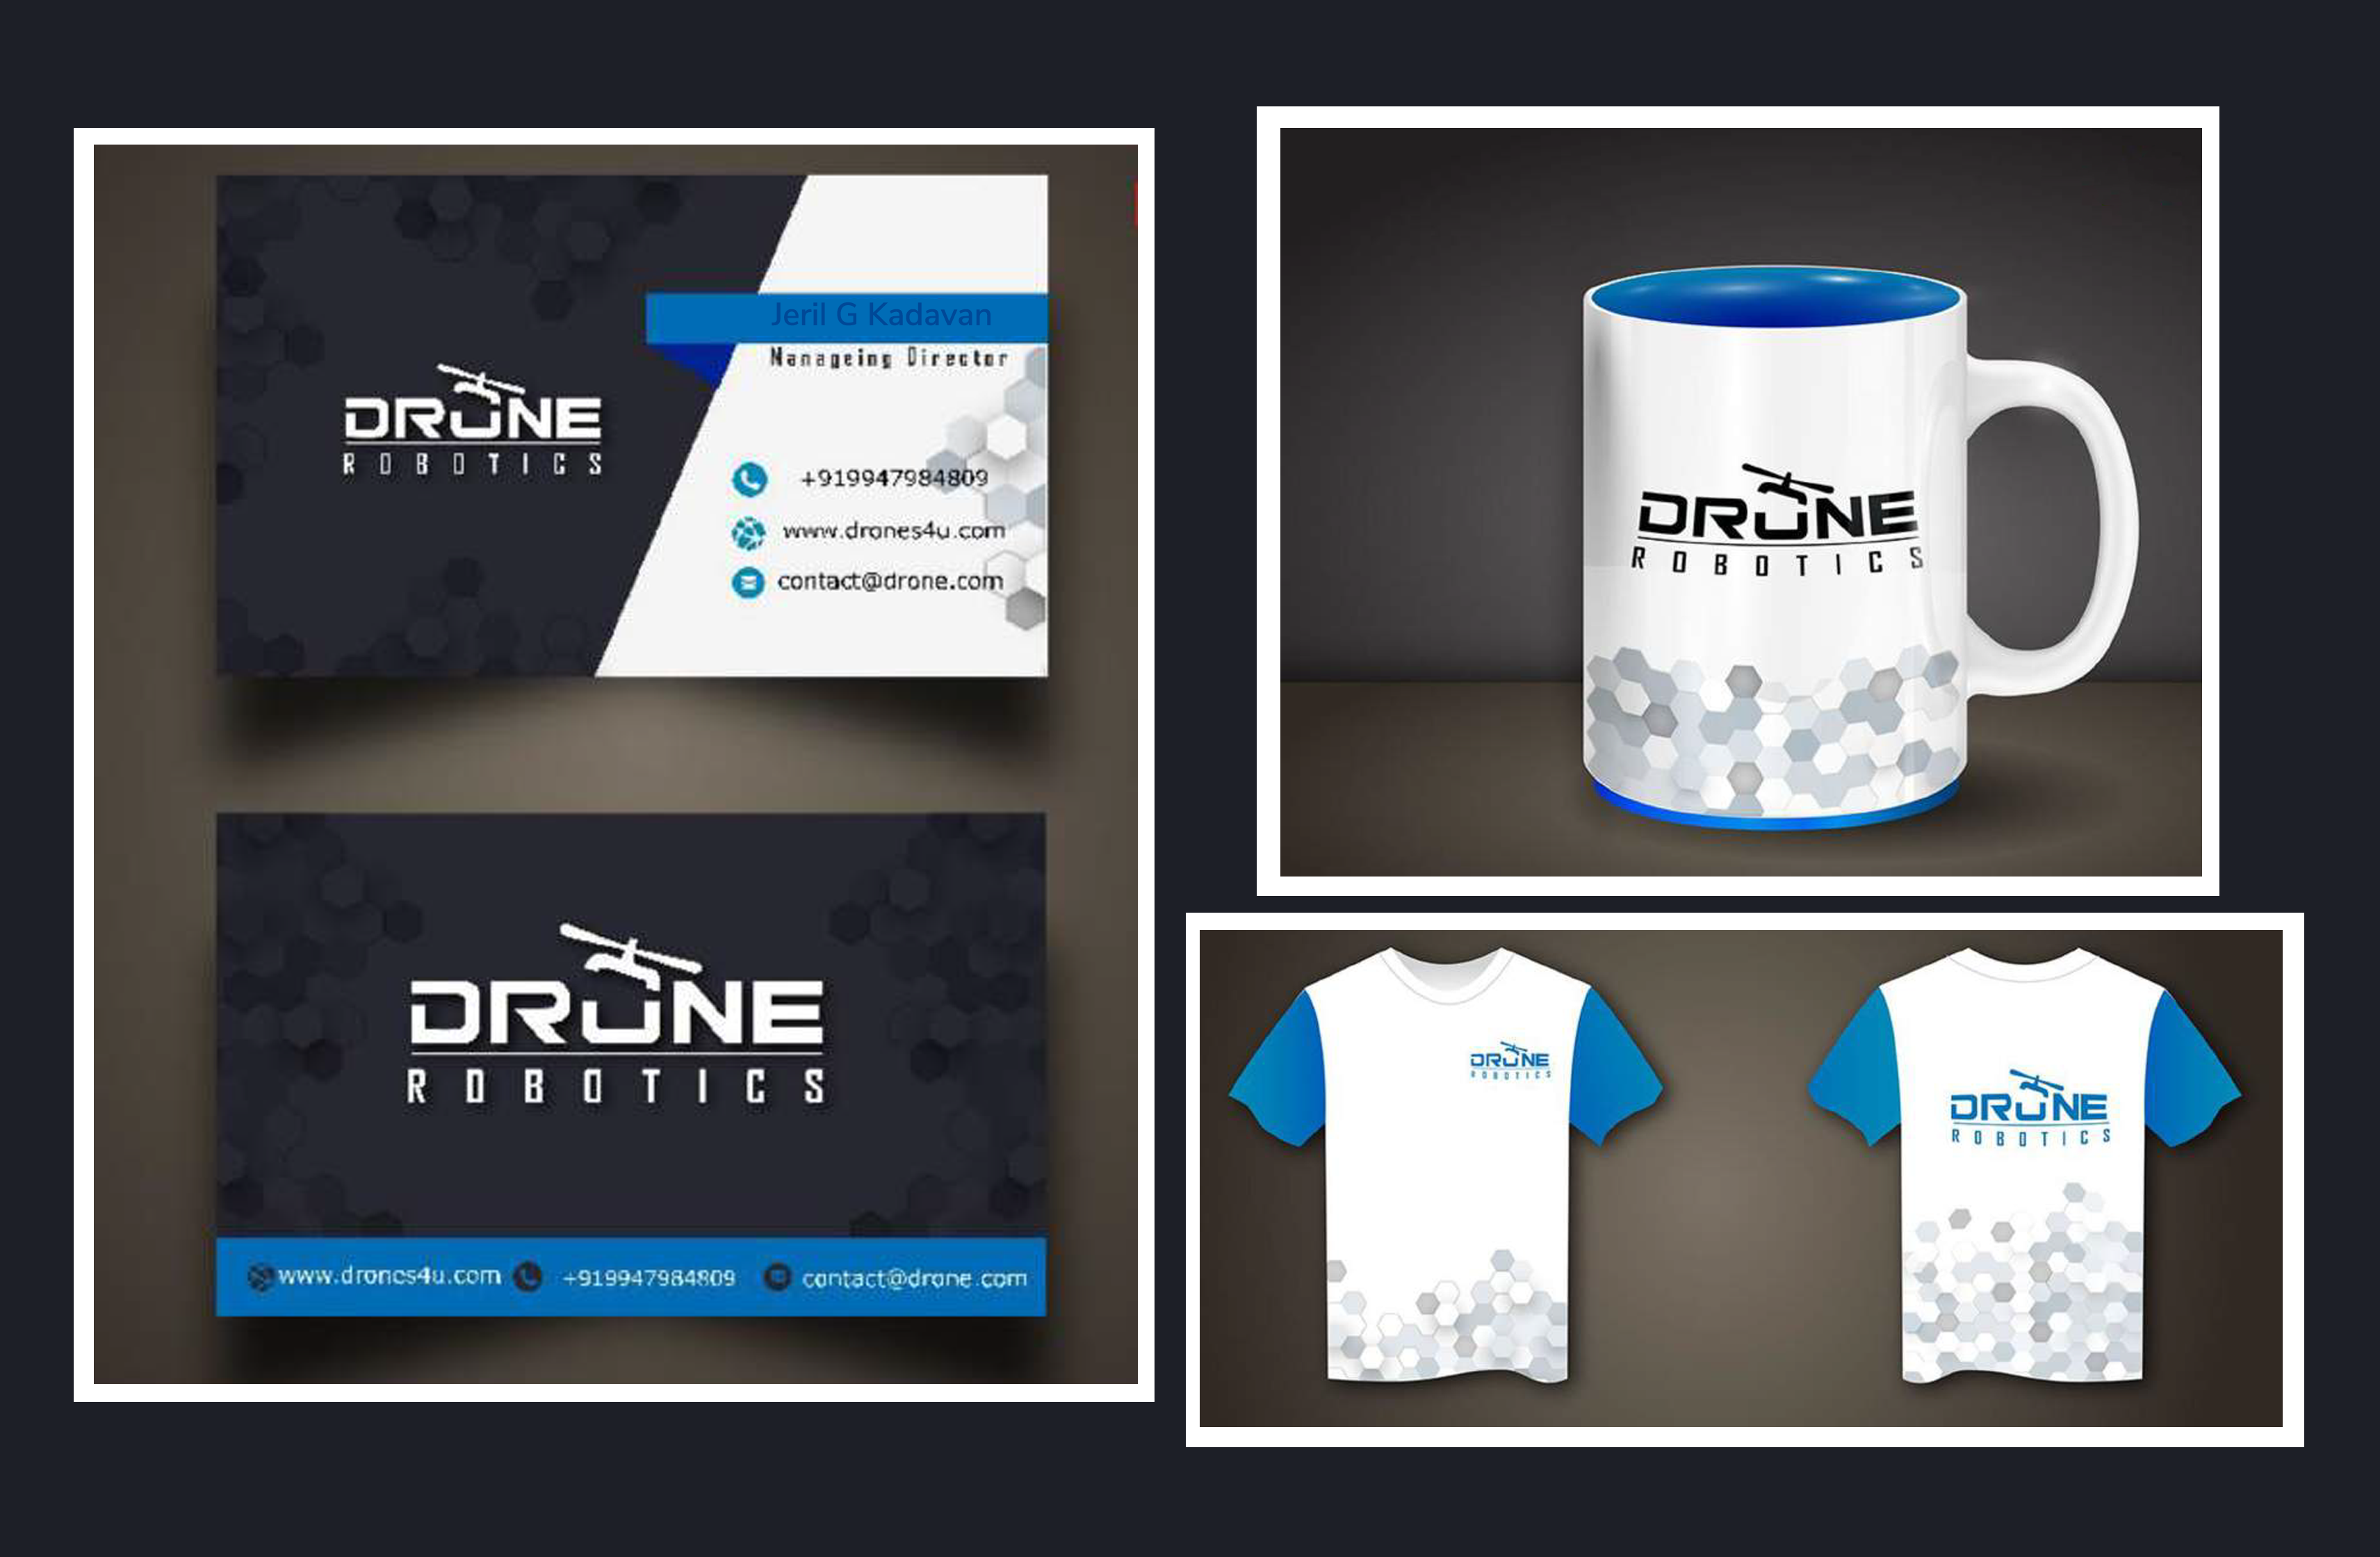 DRONE
ROBOTICS
Jeril G Kadavan
Manageing Director
+919947984809
www.drones4u.com
contact@drone.com
DRONE
ROBOTICS
www.drones4u.com +919947984809 contact@drone.com
DRONE
ROBOTICS
DRONE
ROBOTICS
DRONE
ROBOTICS